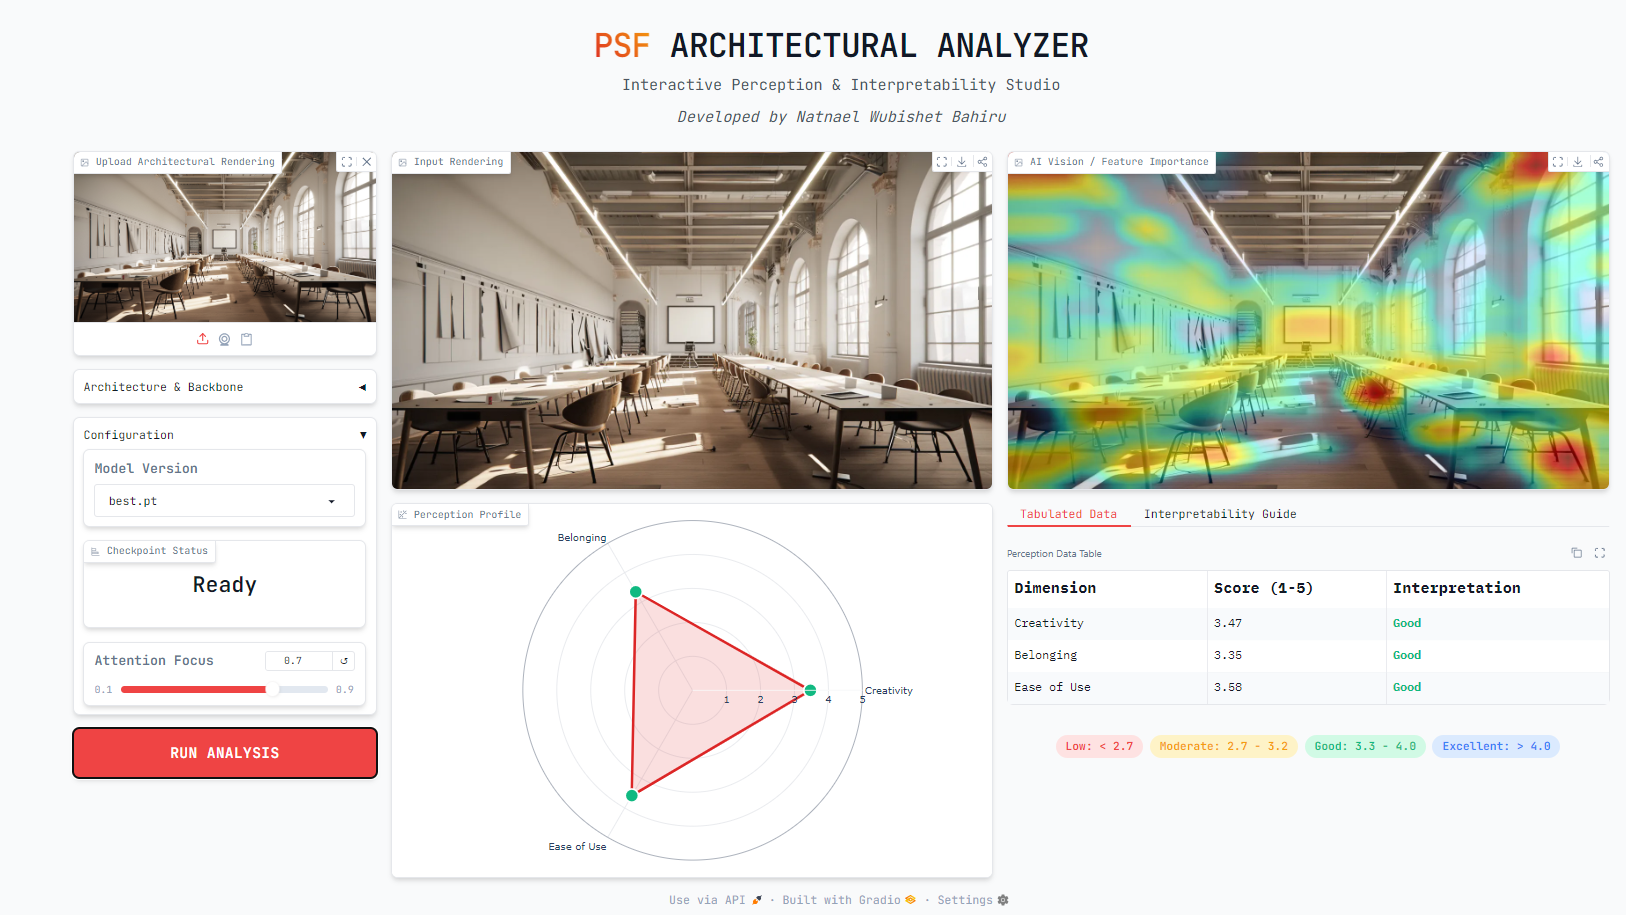 PSF ARCHITECTURAL ANALYZER
Interactive Perception & Interpretability Studio
Developed by Natnael Wubishet Bahiru
Upload Architectural Rendering
Architecture & Backbone
Configuration
Model Version
best.pt
Checkpoint Status
Ready
Attention Focus
0.7
0.1
0.9
RUN ANALYSIS
Input Rendering
AI Vision / Feature Importance
Perception Profile
Belonging
Creativity
1 2 3 4 5
Ease of Use
Tabulated Data Interpretability Guide
Perception Data Table
Dimension Score (1-5) Interpretation
Creativity 3.47 Good
Belonging 3.35 Good
Ease of Use 3.58 Good
Low: < 2.7 Moderate: 2.7 - 3.2 Good: 3.3 - 4.0 Excellent: > 4.0
Use via API · Built with Gradio · Settings